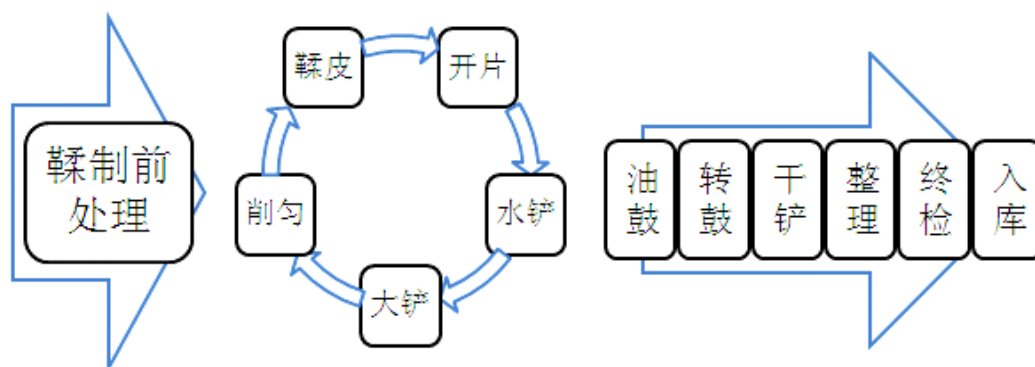 鞣制前
处理
鞣皮
开片
水铲
大铲
削匀
油
鼓
转
鼓
干
铲
整
理
终
检
入
库